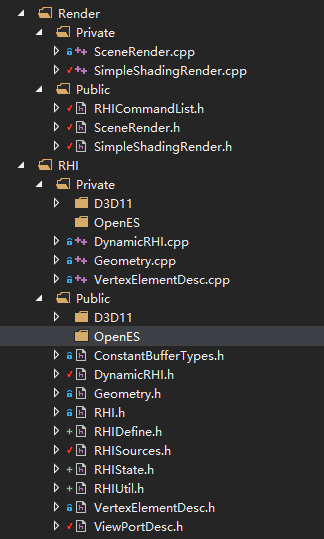 Render
Private
SceneRender.cpp
SimpleShadingRender.cpp
Public
RHICommandList.h
SceneRender.h
SimpleShadingRender.h
RHI
Private
D3D11
OpenES
DynamicRHI.cpp
Geometry.cpp
VertexElementDesc.cpp
Public
D3D11
OpenES
ConstantBufferTypes.h
DynamicRHI.h
Geometry.h
RHI.h
RHIDefine.h
RHISources.h
RHIState.h
RHIUtil.h
VertexElementDesc.h
ViewPortDesc.h